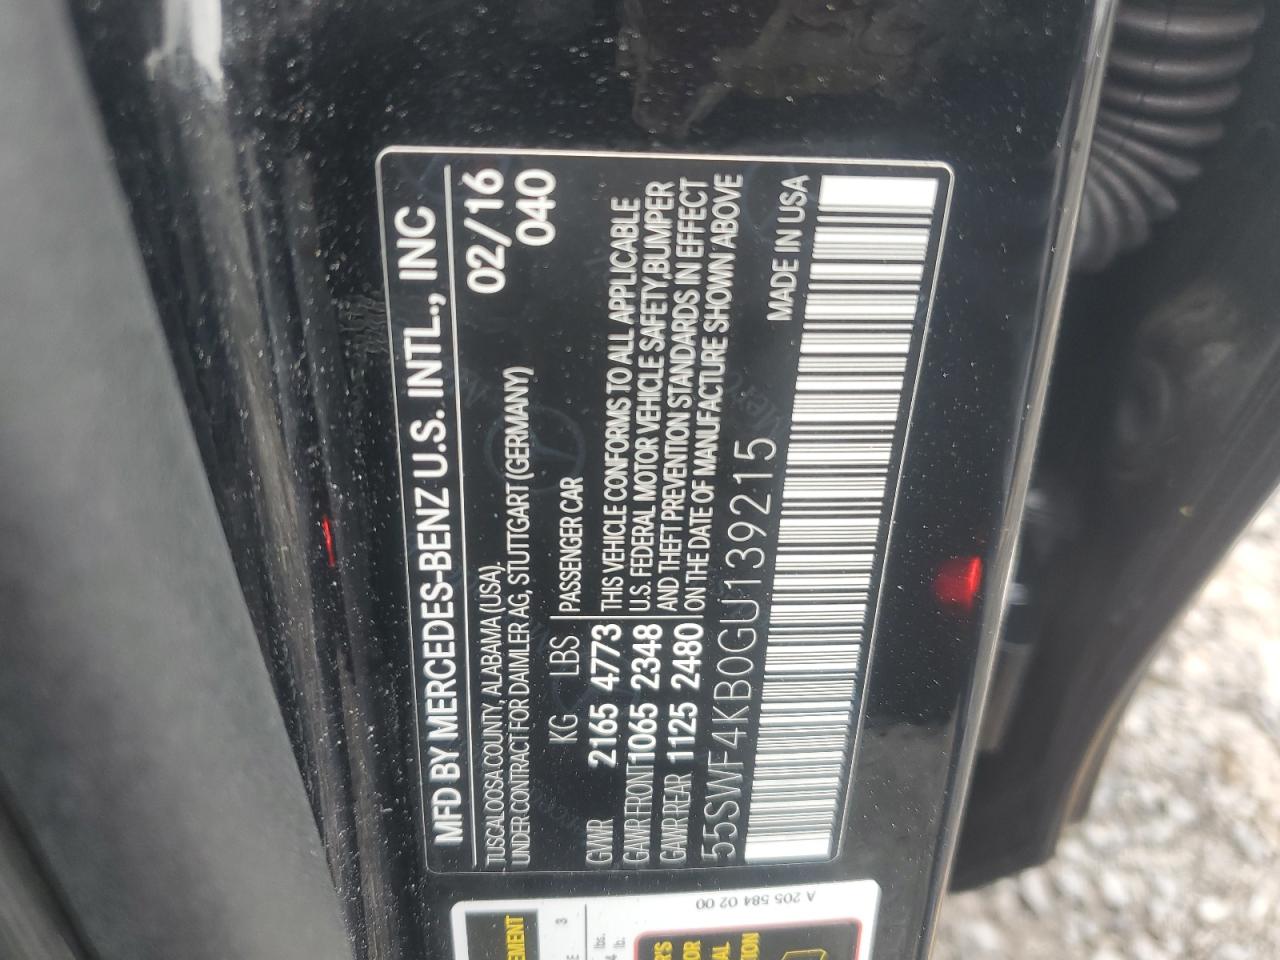 MFD BY MERCEDES-BENZ U.S. INTL., INC
TUSCALOOSA COUNTY, ALABAMA (USA)
02/16
UNDER CONTRACT FOR DAIMLER AG, STUTTGART (GERMANY)
040
KG LBS
PASSENGER CAR
GVWR 2165 4773
GAWR FRONT 1065 2348
GAWR REAR 1125 2480
THIS VEHICLE CONFORMS TO ALL APPLICABLE
U.S. FEDERAL MOTOR VEHICLE SAFETY,BUMPER
AND THEFT PREVENTION STANDARDS IN EFFECT
ON THE DATE OF MANUFACTURE SHOWN ABOVE
55SWF4KB0GU139215
MADE IN USA
A 205 584 02 00
3
lbs.
lb.